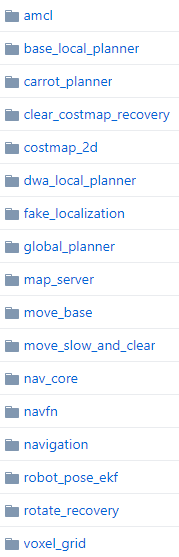 amcl
base_local_planner
carrot_planner
clear_costmap_recovery
costmap_2d
dwa_local_planner
fake_localization
global_planner
map_server
move_base
move_slow_and_clear
nav_core
navfn
navigation
robot_pose_ekf
rotate_recovery
voxel_grid